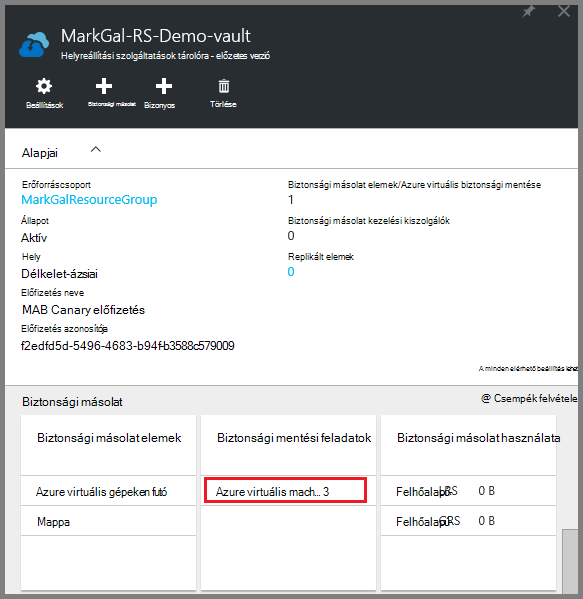 MarkGal-RS-Demo-vault
Helyreállítási szolgáltatások tárolóra - előzetes verzió
Beállítások
Biztonsági másolat
Bizonyos
Törlése
Alapjai
Erőforráscsoport
MarkGalResourceGroup
Állapot
Aktív
Hely
Délkelet-ázsiai
Előfizetés neve
MAB Canary előfizetés
Előfizetés azonosítója
f2edfd5d-5496-4683-b94fb3588c579009
Biztonsági másolat elemek/Azure virtuális biztonsági mentése
1
Biztonsági másolat kezelési kiszolgálók
0
Replikált elemek
0
A minden elérhető beállítás
Biztonsági másolat
@ Csempék felvétele
Biztonsági másolat elemek
Azure virtuális gépeken futó
Mappa
Biztonsági mentési feladatok
Azure virtuális mach... 3
Biztonsági másolat használata
Felhőalapú LRS 0 B
Felhőalapú GRS 0 B